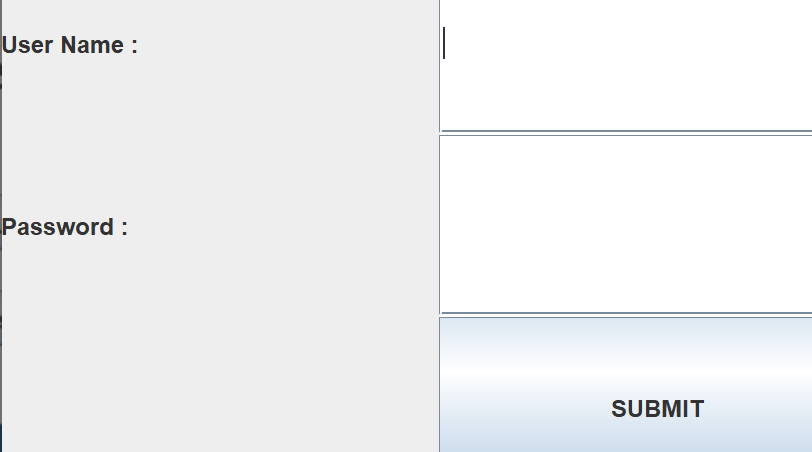 User Name :
Password :
SUBMIT